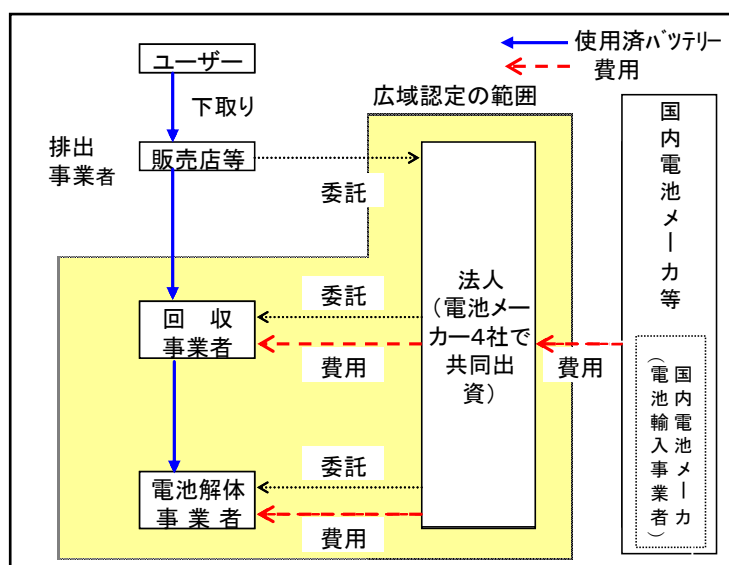 ユーザー
使用済バッテリー
費用
下取り
広域認定の範囲
排出
事業者
販売店等
委託
国内電池メーカ等
法人
(電池メー
カー4社で
共同出
資)
回 収
事業者
委託
費用
費用
国内電池メーカ
(電池輸入事業者)
電池解体
事 業 者
委託
費用